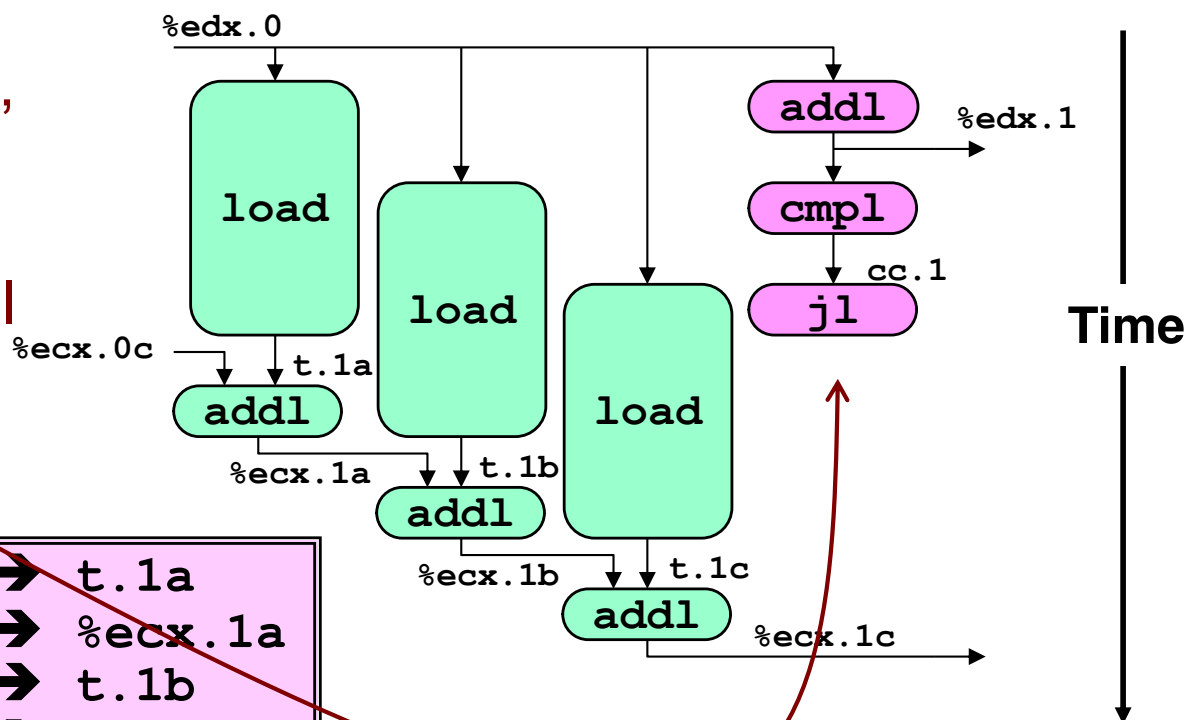 %edx.0
,
addl
%edx.1
load
load
cmpl
cc.1
l
jl
Time
%ecx.0c
t.1a
addl
load
%ecx.1a
t.1b
addl
%ecx.1b
t.1c
➔ t.1a
addl
➔ %ecx.1a
%ecx.1c
➔ t.1b